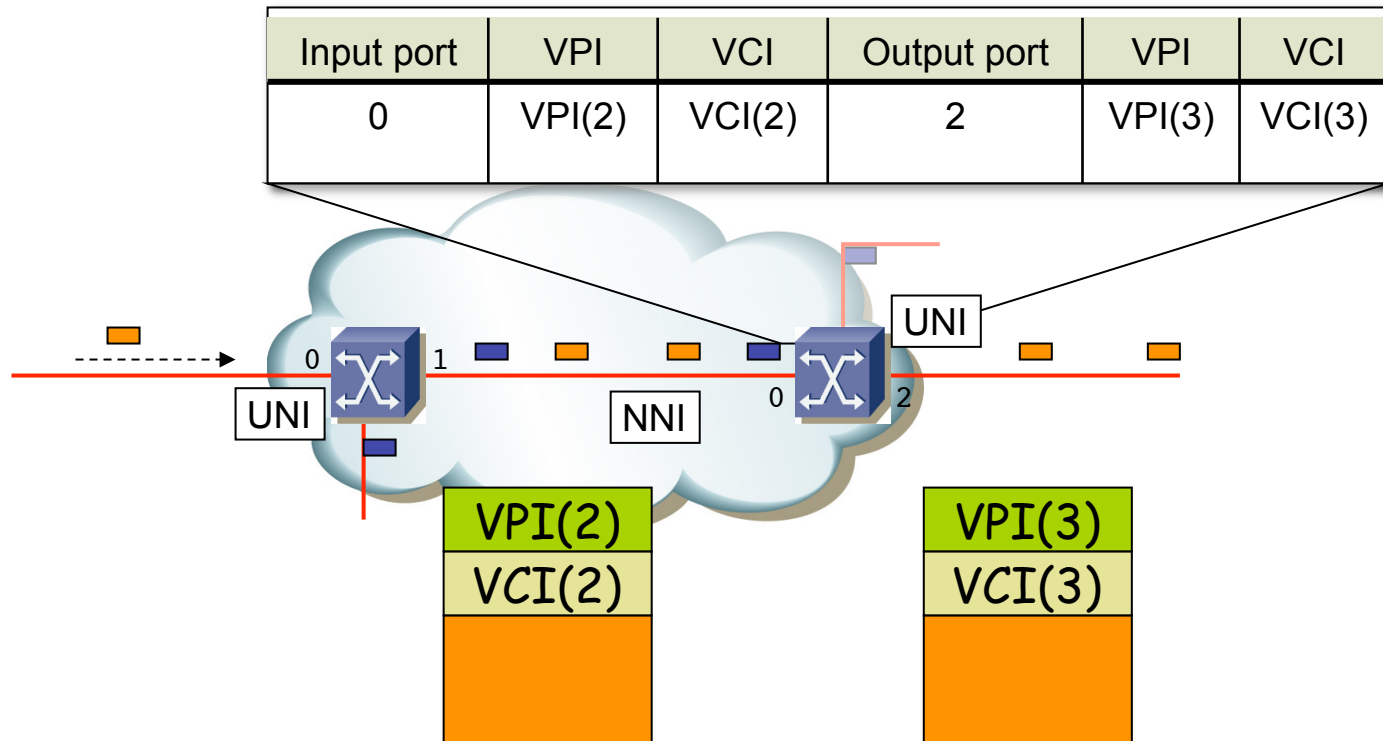 Input port VPI VCI Output port VPI VCI
0 VPI(2) VCI(2) 2 VPI(3) VCI(3)
UNI
0 1
UNI NNI 0 2
VPI(2) VPI(3)
VCI(2) VCI(3)